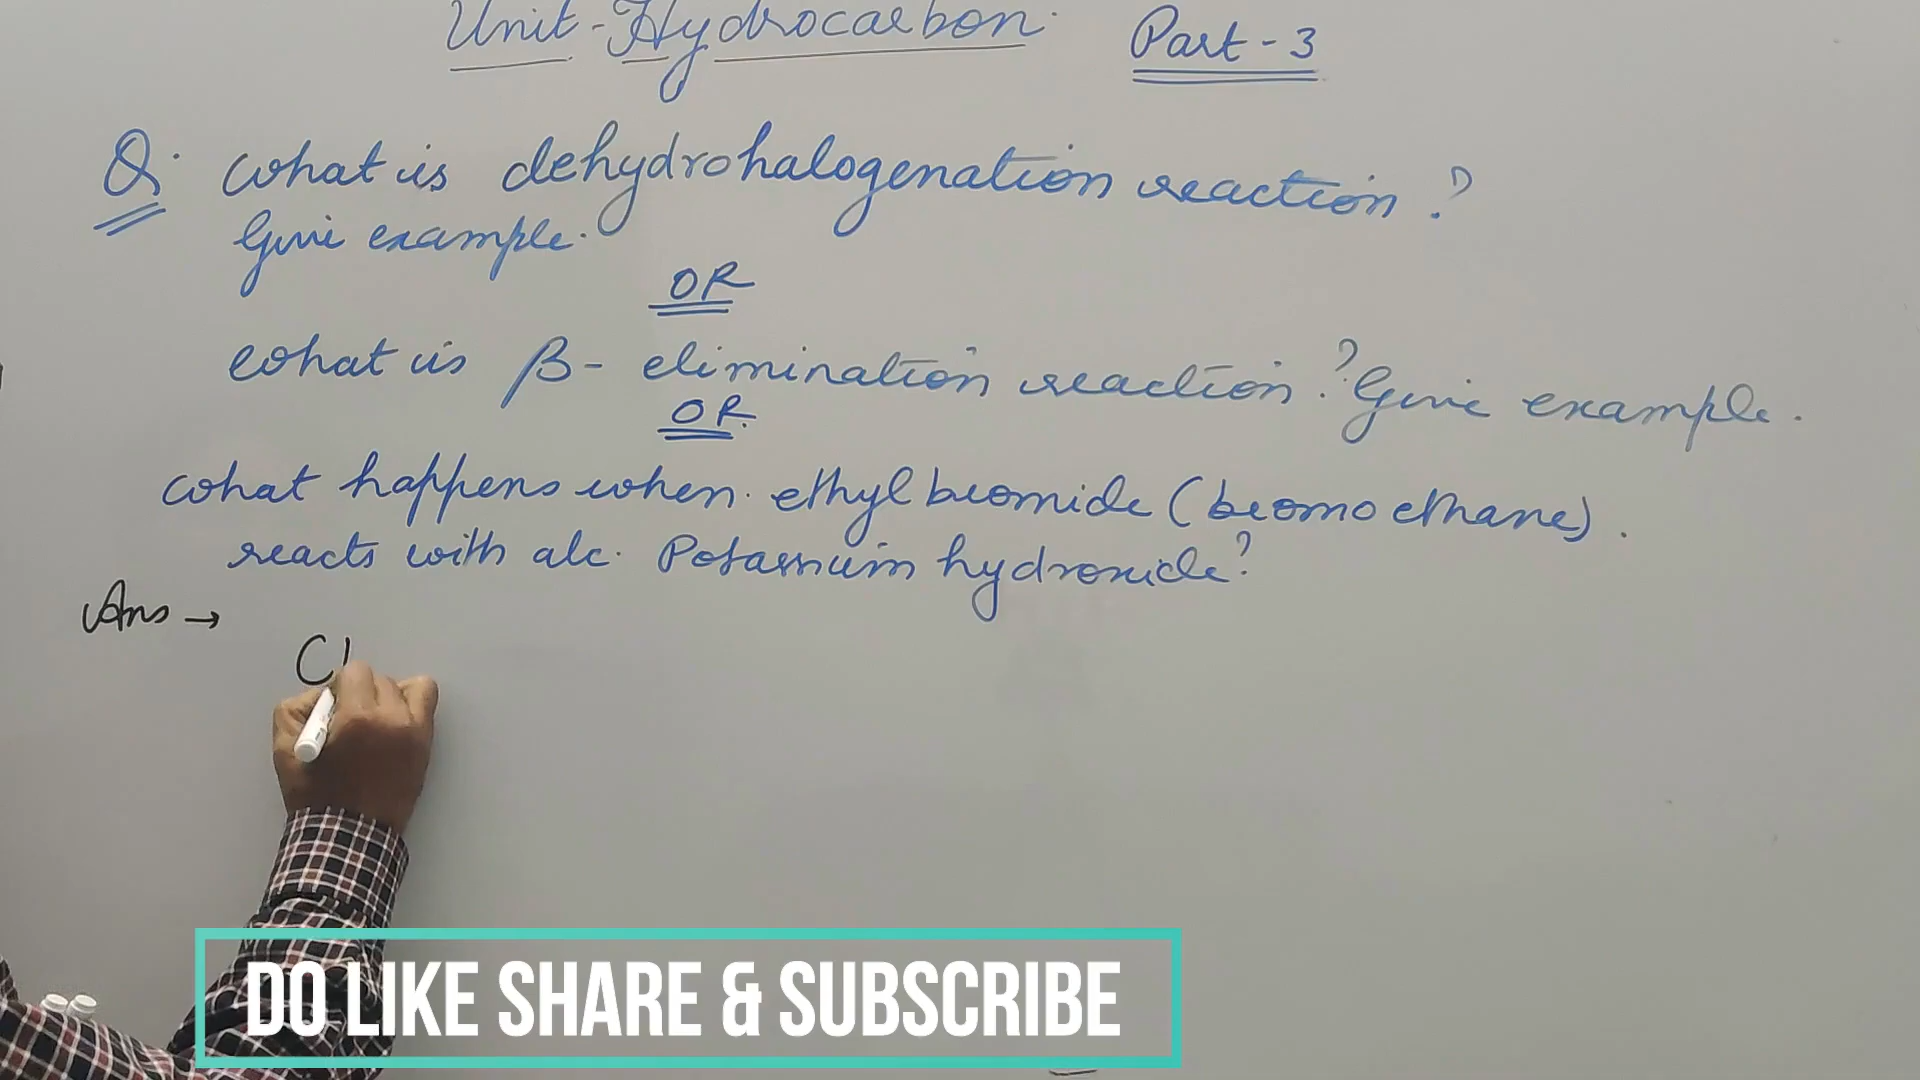 Unit-Hydrocarbon. Part-3
Q. What is dehydrohalogenation reaction?
Give example.
OR
What is β- elimination reaction? Give example.
OR.
What happens when. ethyl bromide (bromo ethane).
reacts with alc. Potassium hydroxide?
Ans →
CH
DO LIKE SHARE & SUBSCRIBE